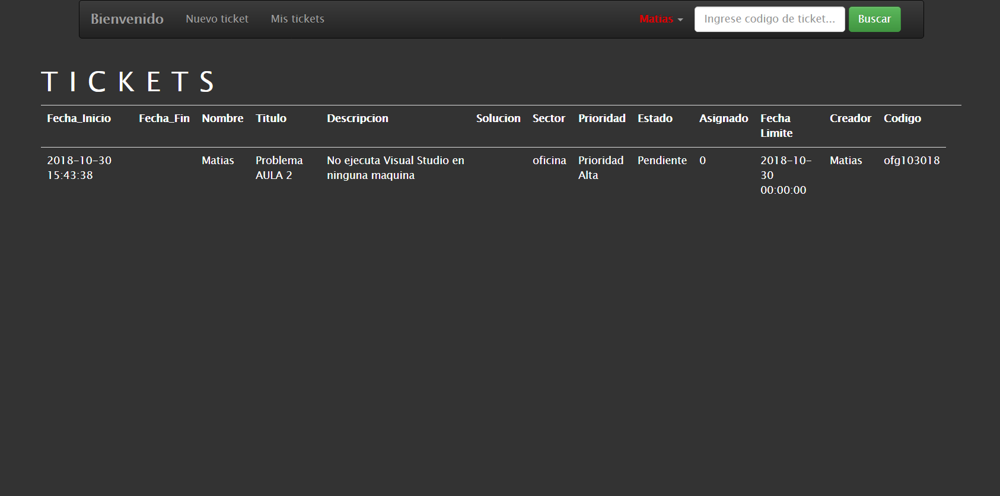 Bienvenido Nuevo ticket Mis tickets Matias Ingrese codigo de ticket... Buscar
T I C K E T S
Fecha_Inicio Fecha_Fin Nombre Titulo Descripcion Solucion Sector Prioridad Estado Asignado Fecha Creador Codigo
Limite
2018-10-30 Matias Problema No ejecuta Visual Studio en oficina Prioridad Pendiente 0 2018-10- Matias ofg103018
15:43:38 AULA 2 ninguna maquina Alta 30
00:00:00